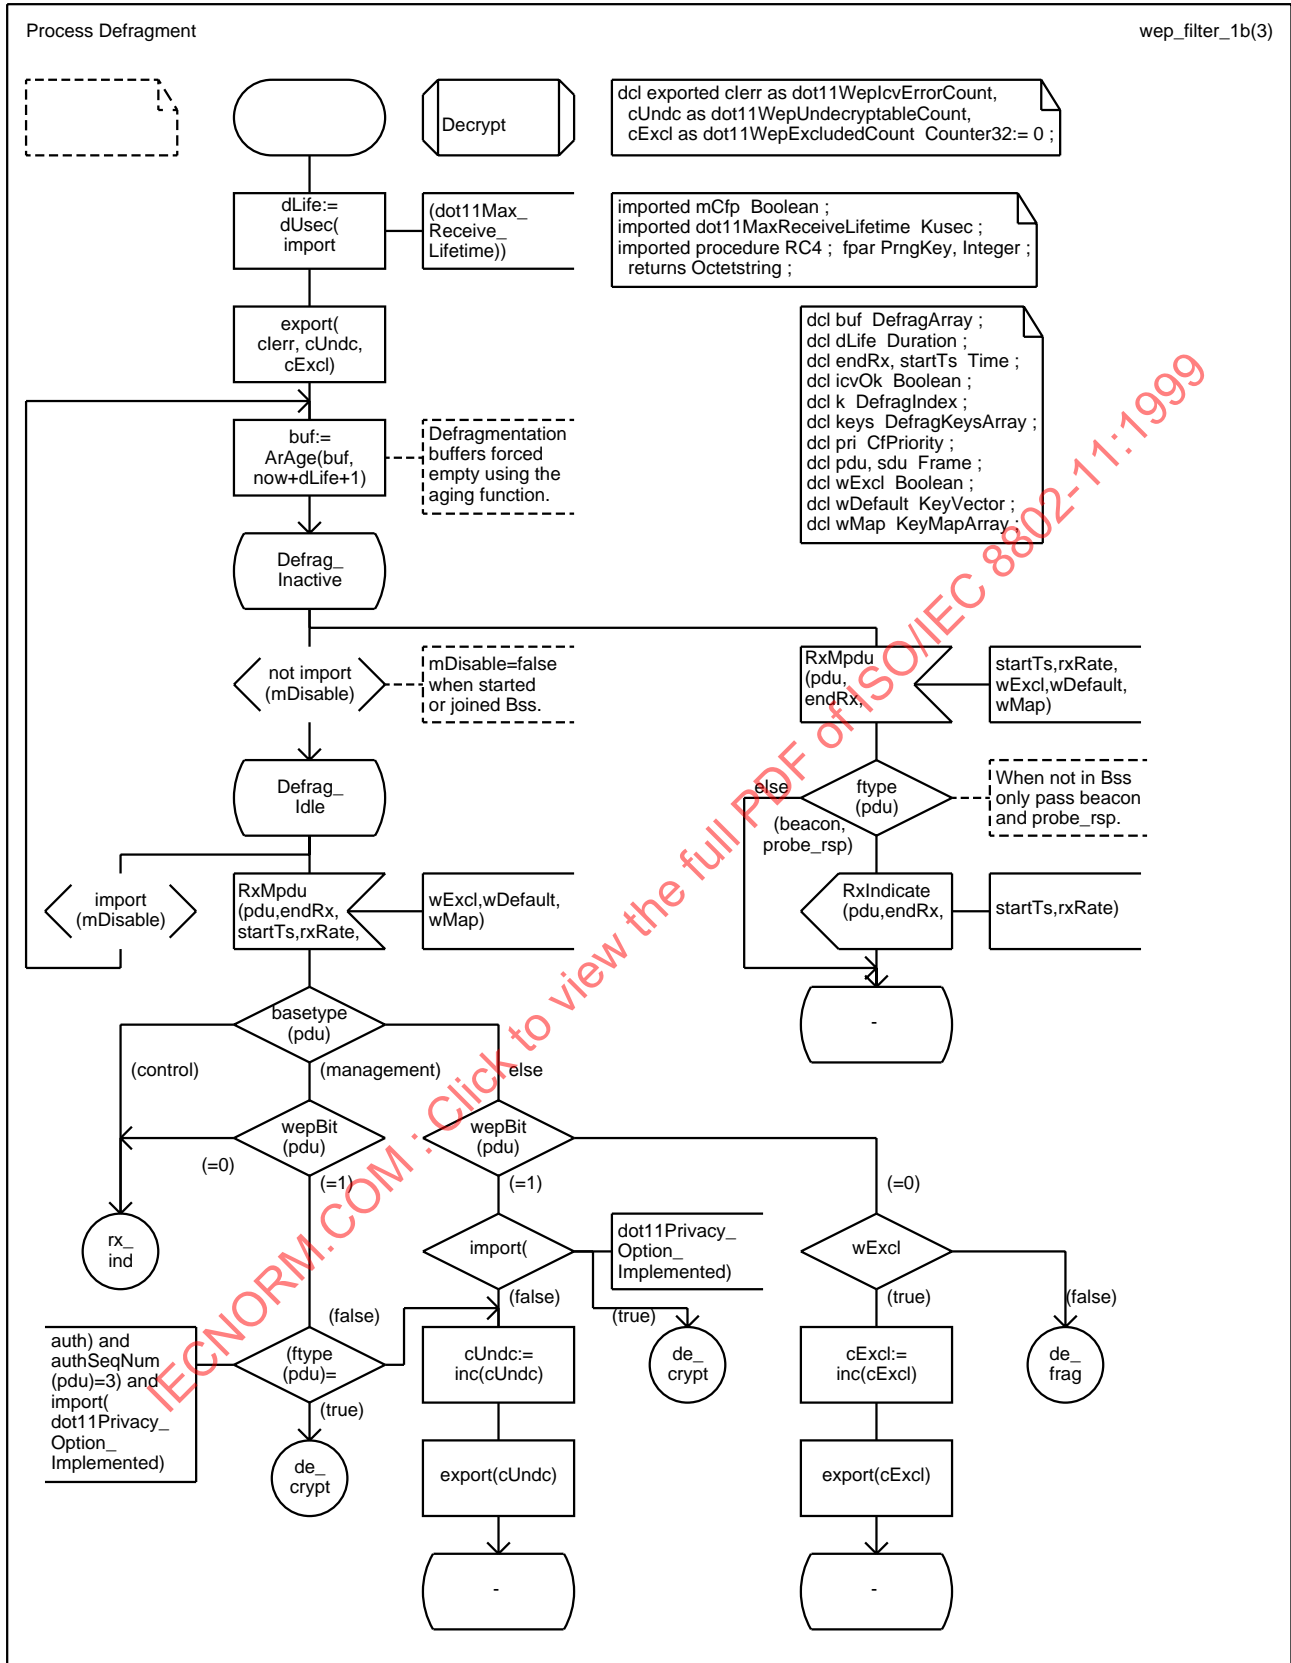 Process Defragment
wep_filter_1b(3)
Decrypt
dcl exported cIerr as dot11WepIcvErrorCount,
cUndc as dot11WepUndecryptableCount,
cExcl as dot11WepExcludedCount Counter32:= 0 ;
dLife:=
dUsec(
import
(dot11Max_
Receive_
Lifetime))
imported mCfp Boolean ;
imported dot11MaxReceiveLifetime Kusec ;
imported procedure RC4 ; fpar PrngKey, Integer ;
returns Octetstring ;
export(
cIerr, cUndc,
cExcl)
dcl buf DefragArray ;
dcl dLife Duration ;
dcl endRx, startTs Time ;
dcl icvOk Boolean ;
dcl k DefragIndex ;
dcl keys DefragKeysArray ;
dcl pri CfPriority ;
dcl pdu, sdu Frame ;
dcl wExcl Boolean ;
dcl wDefault KeyVector ;
dcl wMap KeyMapArray ;
buf:=
ArAge(buf,
now+dLife+1)
Defragmentation
buffers forced
empty using the
aging function.
Defrag_
Inactive
not import
(mDisable)
mDisable=false
when started
or joined Bss.
RxMpdu
(pdu,
endRx,
startTs,rxRate,
wExcl,wDefault,
wMap)
Defrag_
Idle
else
ftype
(pdu)
When not in Bss
only pass beacon
and probe_rsp.
(beacon,
probe_rsp)
import
(mDisable)
RxMpdu
(pdu,endRx,
startTs,rxRate,
wExcl,wDefault,
wMap)
RxIndicate
(pdu,endRx,
startTs,rxRate)
-
basetype
(pdu)
(control)
(management)
else
wepBit
(pdu)
wepBit
(pdu)
(=0)
(=1)
(=1)
(=0)
rx_
ind
import(
dot11Privacy_
Option_
Implemented)
wExcl
(false)
(false)
(true)
(true)
(false)
auth) and
authSeqNum
(pdu)=3) and
import(
dot11Privacy_
Option_
Implemented)
(ftype
(pdu)=
cUndc:=
inc(cUndc)
de_
crypt
cExcl:=
inc(cExcl)
de_
frag
(true)
de_
crypt
export(cUndc)
export(cExcl)
-
-
IECNORM.COM : Click to view the full PDF of ISO/IEC 8802-11:1999